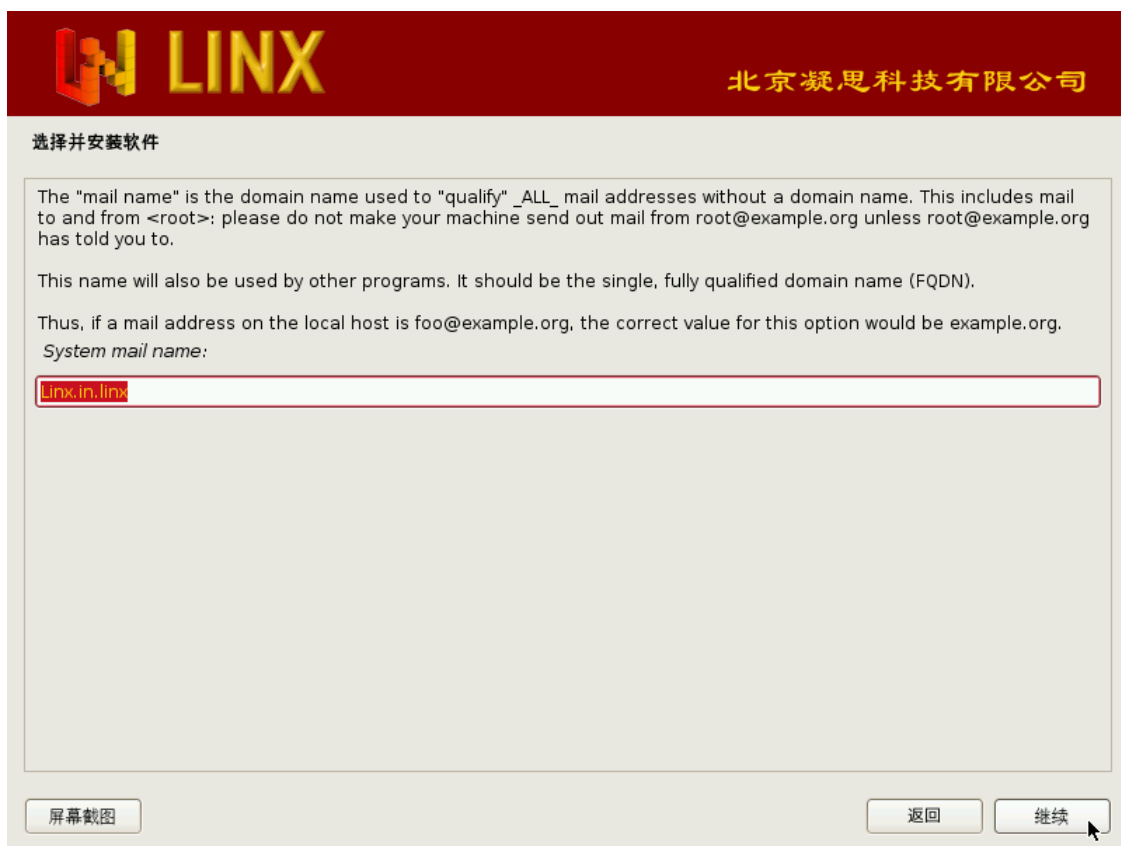 LINX
北京凝思科技有限公司
选择并安装软件
The "mail name" is the domain name used to "qualify" _ALL_ mail addresses without a domain name. This includes mail
to and from <root>: please do not make your machine send out mail from root@example.org unless root@example.org
has told you to.
This name will also be used by other programs. It should be the single, fully qualified domain name (FQDN).
Thus, if a mail address on the local host is foo@example.org, the correct value for this option would be example.org.
System mail name:
Linx.in.linx
屏幕截图
返回
继续